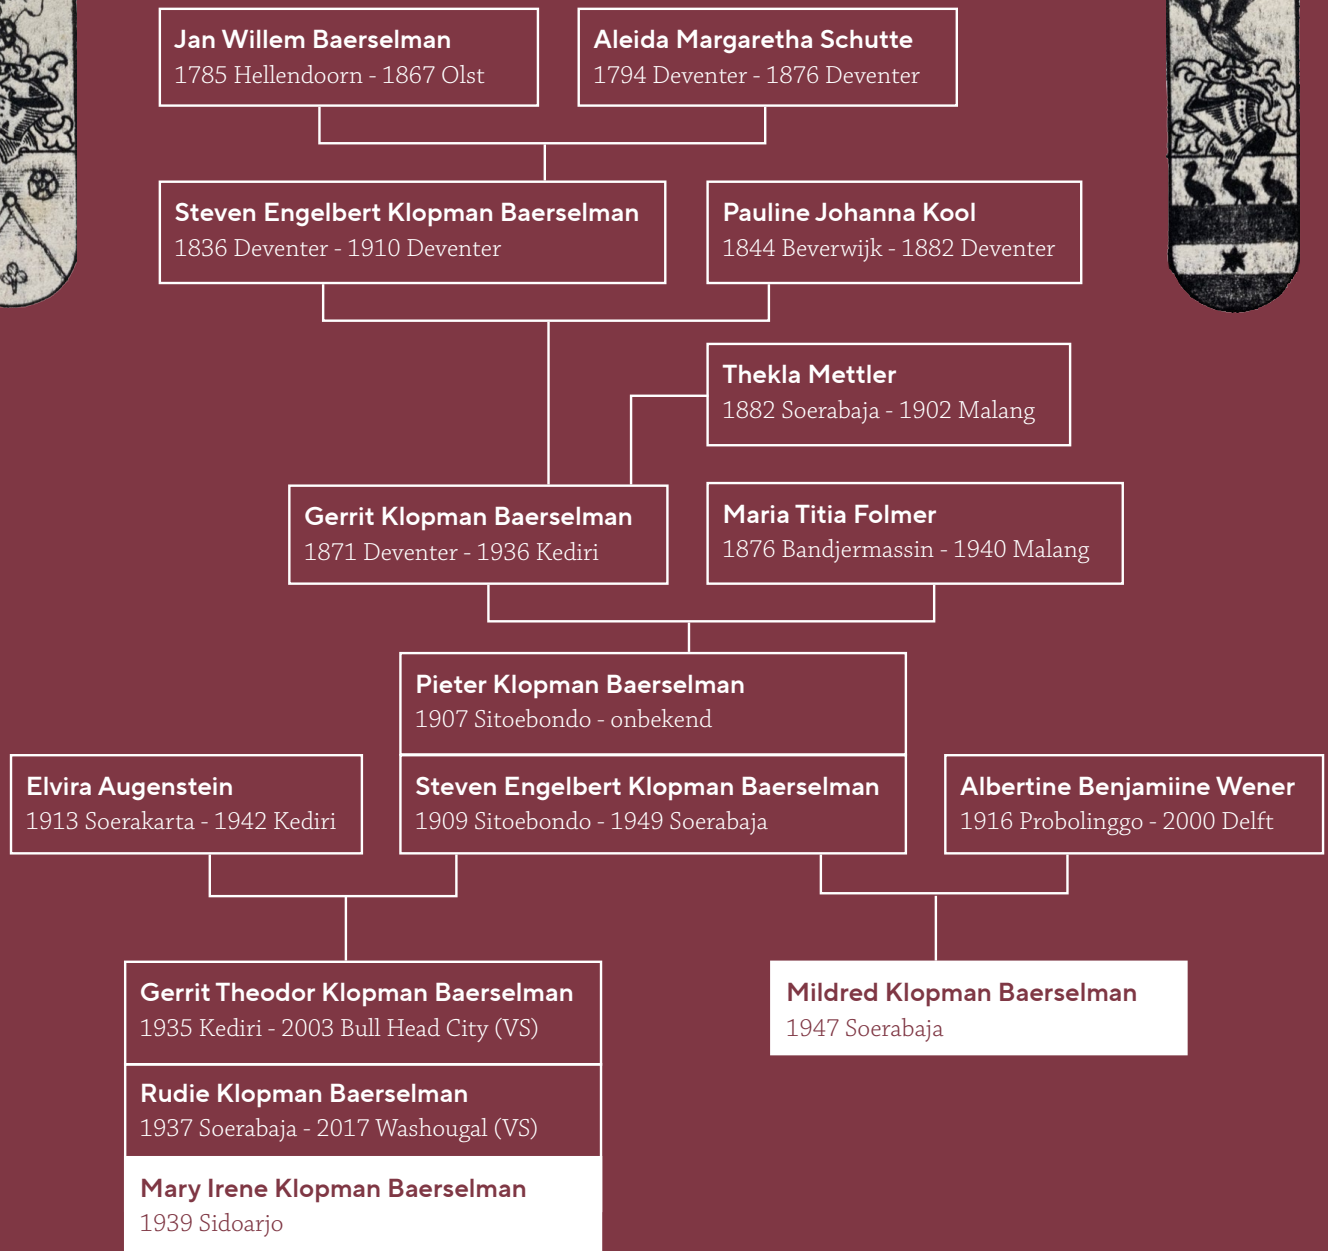 Jan Willem Baerselman
1785 Hellendoorn - 1867 Olst
Aleida Margaretha Schutte
1794 Deventer - 1876 Deventer
Steven Engelbert Klopman Baerselman
1836 Deventer - 1910 Deventer
Pauline Johanna Kool
1844 Beverwijk - 1882 Deventer
Thekla Mettler
1882 Soerabaja - 1902 Malang
Gerrit Klopman Baerselman
1871 Deventer - 1936 Kediri
Maria Titia Folmer
1876 Bandjermassin - 1940 Malang
Pieter Klopman Baerselman
1907 Sitoebondo - onbekend
Elvira Augenstein
1913 Soerakarta - 1942 Kediri
Steven Engelbert Klopman Baerselman
1909 Sitoebondo - 1949 Soerabaja
Albertine Benjamiine Wener
1916 Probolinggo - 2000 Delft
Gerrit Theodor Klopman Baerselman
1935 Kediri - 2003 Bull Head City (VS)
Rudie Klopman Baerselman
1937 Soerabaja - 2017 Washougal (VS)
Mary Irene Klopman Baerselman
1939 Sidoarjo
Mildred Klopman Baerselman
1947 Soerabaja